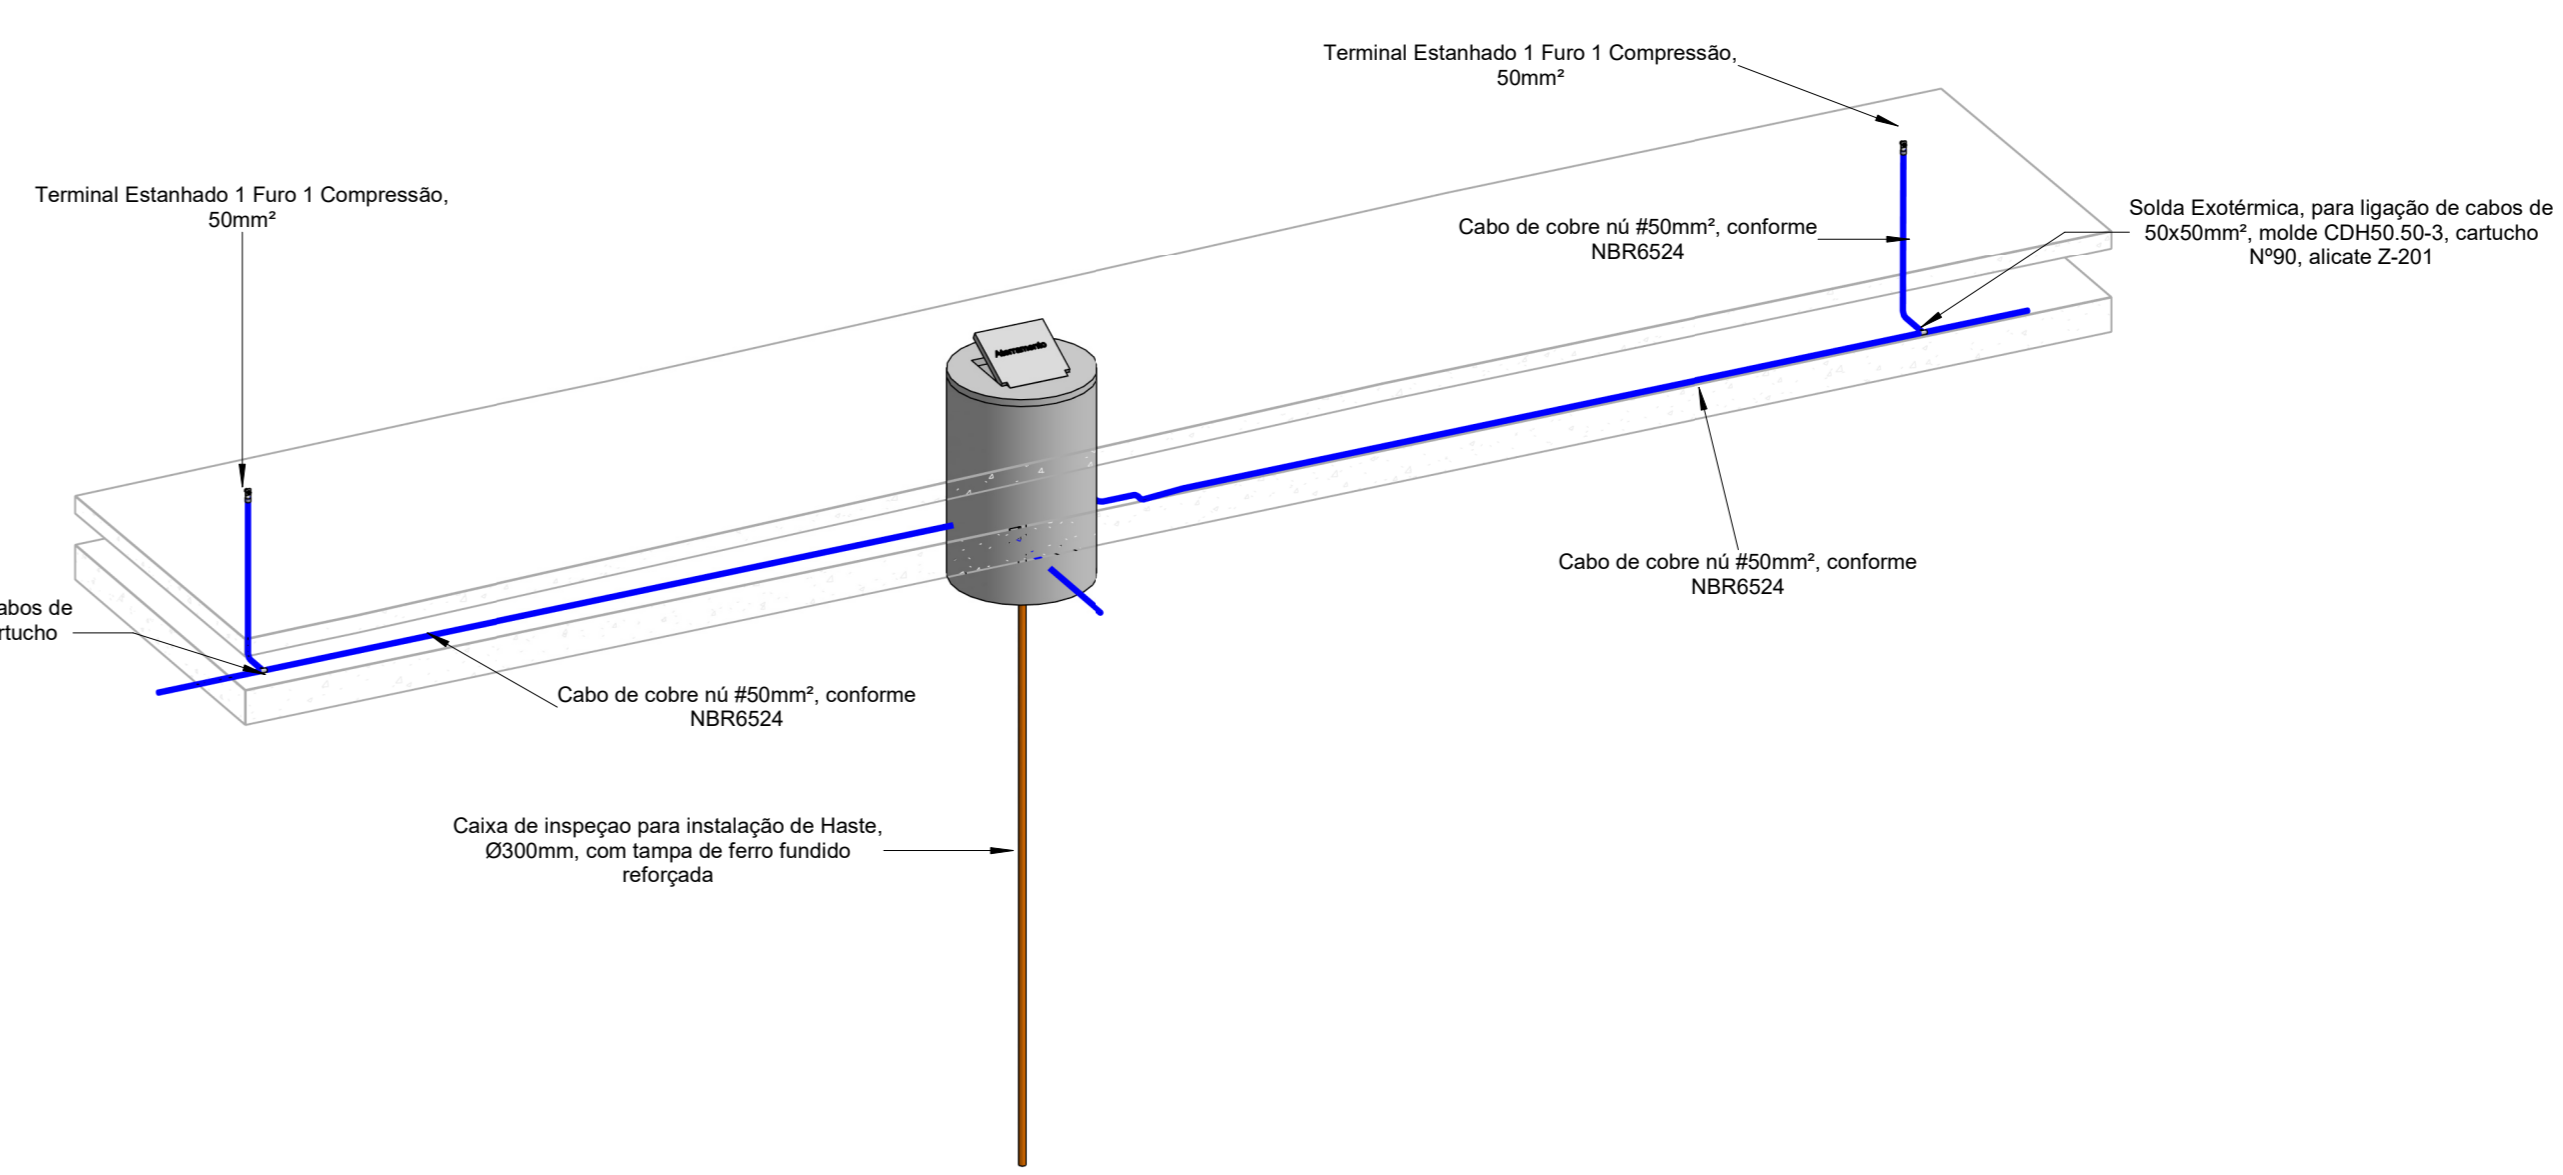 Terminal Estanhado 1 Furo 1 Compressão,
50mm²
Terminal Estanhado 1 Furo 1 Compressão,
50mm²
Cabo de cobre nú #50mm², conforme
NBR6524
Solda Exotérmica, para ligação de cabos de
50x50mm², molde CDH50.50-3, cartucho
Nº90, alicate Z-201
Aterramento
Cabo de cobre nú #50mm², conforme
NBR6524
abos de
rtucho
Cabo de cobre nú #50mm², conforme
NBR6524
Caixa de inspeçao para instalação de Haste,
Ø300mm, com tampa de ferro fundido
reforçada